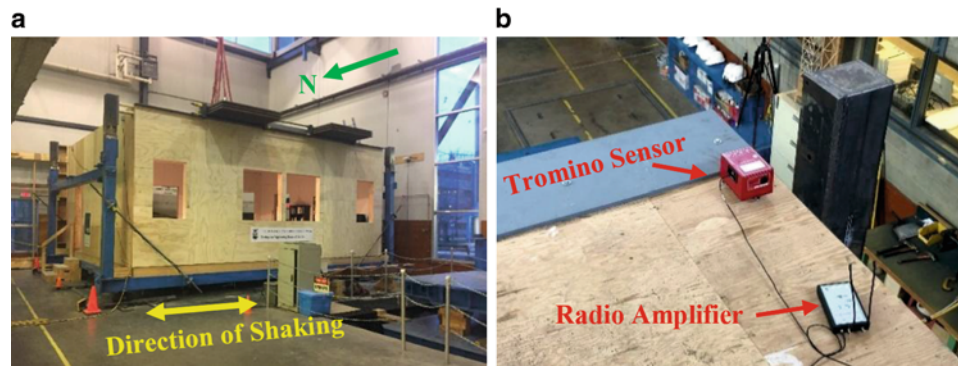 a
b
N
Direction of Shaking
Tromino Sensor
Radio Amplifier